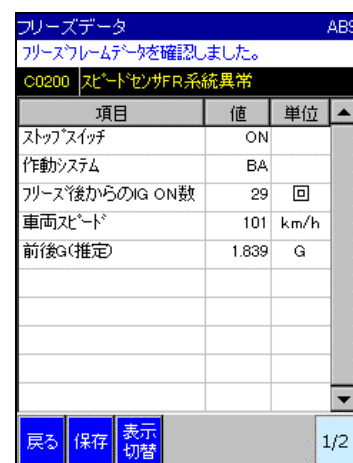 フリーズデータ ABS
フリーズフレームデータを確認しました。
C0200 スピードセンサFR系統異常
項目 値 単位
ストップスイッチ ON
作動システム BA
フリーズ後からのIG ON数 29 回
車両スピード 101 km/h
前後G(推定) 1.839 G
戻る 保存 表示切替 1/2